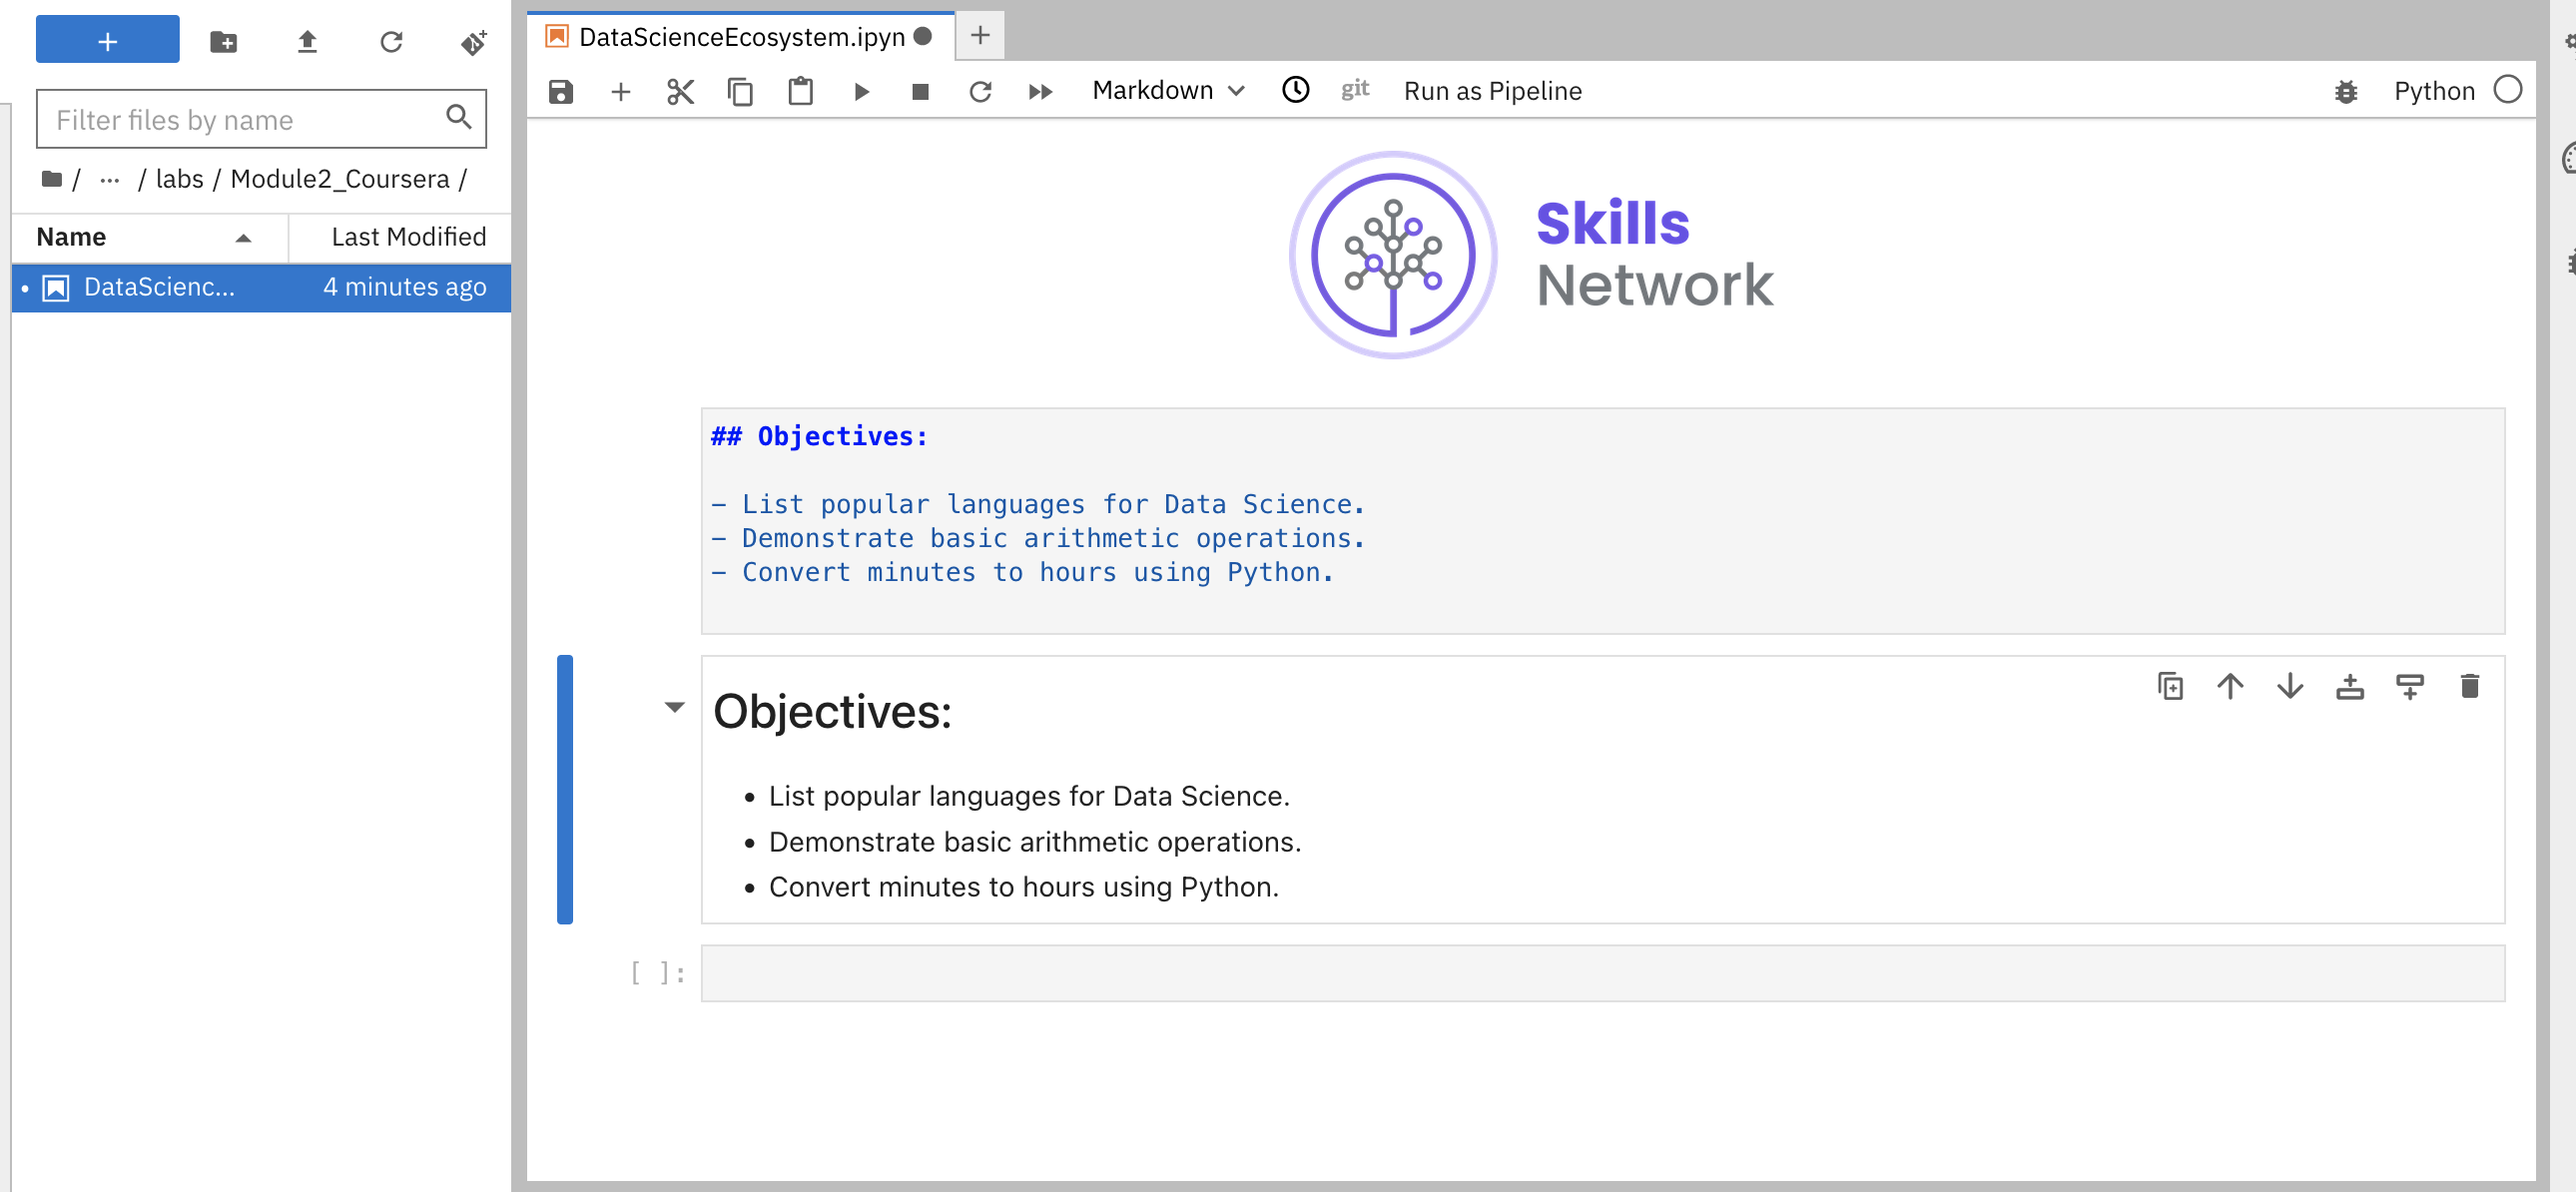 DataScienceEcosystem.ipyn
Filter files by name
Markdown
git
Run as Pipeline
Python
/ ... / labs / Module2_Coursera /
Name
Last Modified
DataScienc...
4 minutes ago
Skills
Network
## Objectives:
- List popular languages for Data Science.
- Demonstrate basic arithmetic operations.
- Convert minutes to hours using Python.
Objectives:
• List popular languages for Data Science.
• Demonstrate basic arithmetic operations.
• Convert minutes to hours using Python.
[ ]: